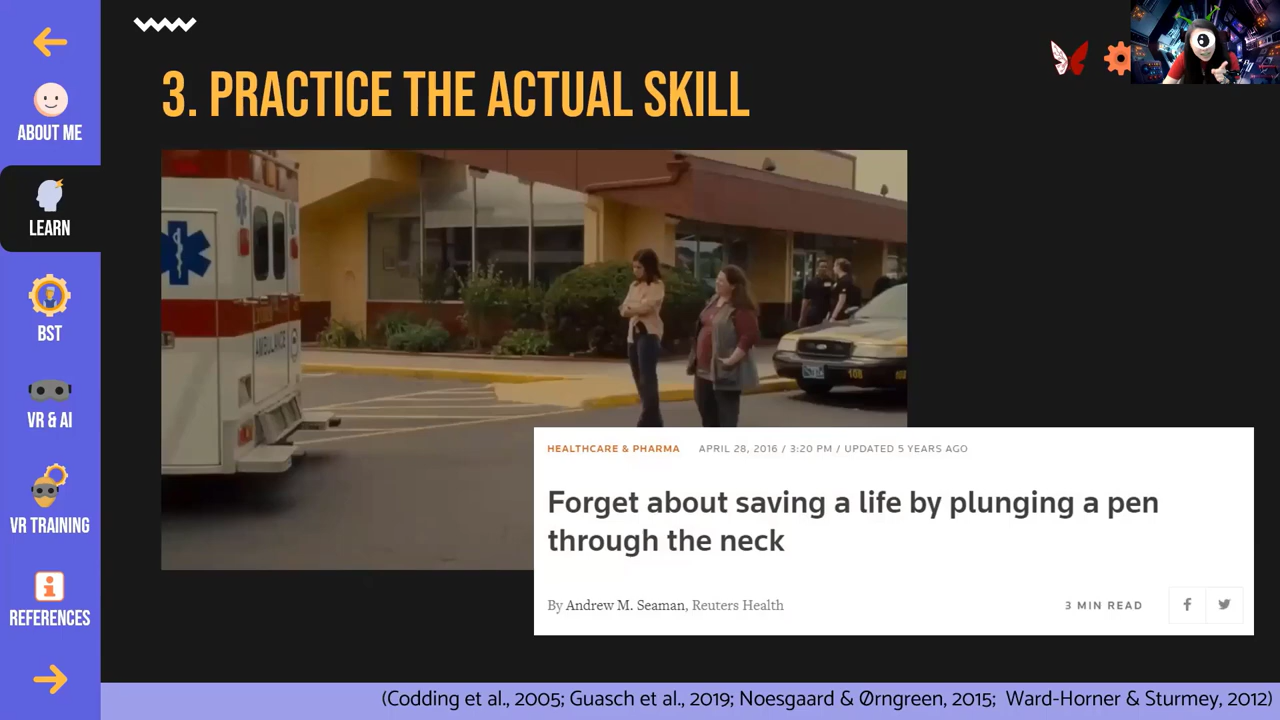 3. PRACTICE THE ACTUAL SKILL
ABOUT ME
LEARN
BST
VR & AI
VR TRAINING
REFERENCES
AMBULANCE
108
HEALTHCARE & PHARMA APRIL 28, 2016 / 3:20 PM / UPDATED 5 YEARS AGO
Forget about saving a life by plunging a pen
through the neck
By Andrew M. Seaman, Reuters Health
3 MIN READ
(Codding et al., 2005; Guasch et al., 2019; Noesgaard & Ørngreen, 2015; Ward-Horner & Sturmey, 2012)